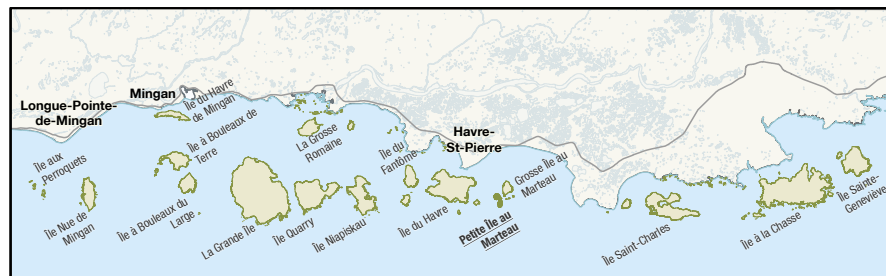 Longue-Pointe-
de-Mingan
Mingan
Île du Havre
de Mingan
Île aux
Perroquets
Île Nue de
Mingan
Île à Bouleaux de
Terre
Île à Bouleaux du
Large
La Grosse
Romaine
La Grande Île
Île Quarry
Île Niapiskau
Île du
Fantôme
Havre-
St-Pierre
Île du Havre
Grosse Île au
Marteau
Petite Île au
Marteau
Île Saint-Charles
Île à la Chasse
Île Sainte-
Geneviève